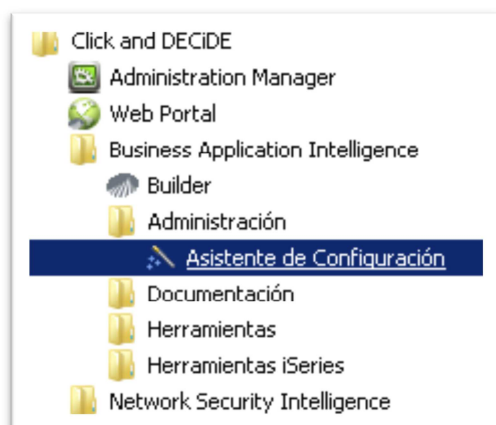 Click and DECiDE
Administration Manager
Web Portal
Business Application Intelligence
Builder
Administración
Asistente de Configuración
Documentación
Herramientas
Herramientas iSeries
Network Security Intelligence